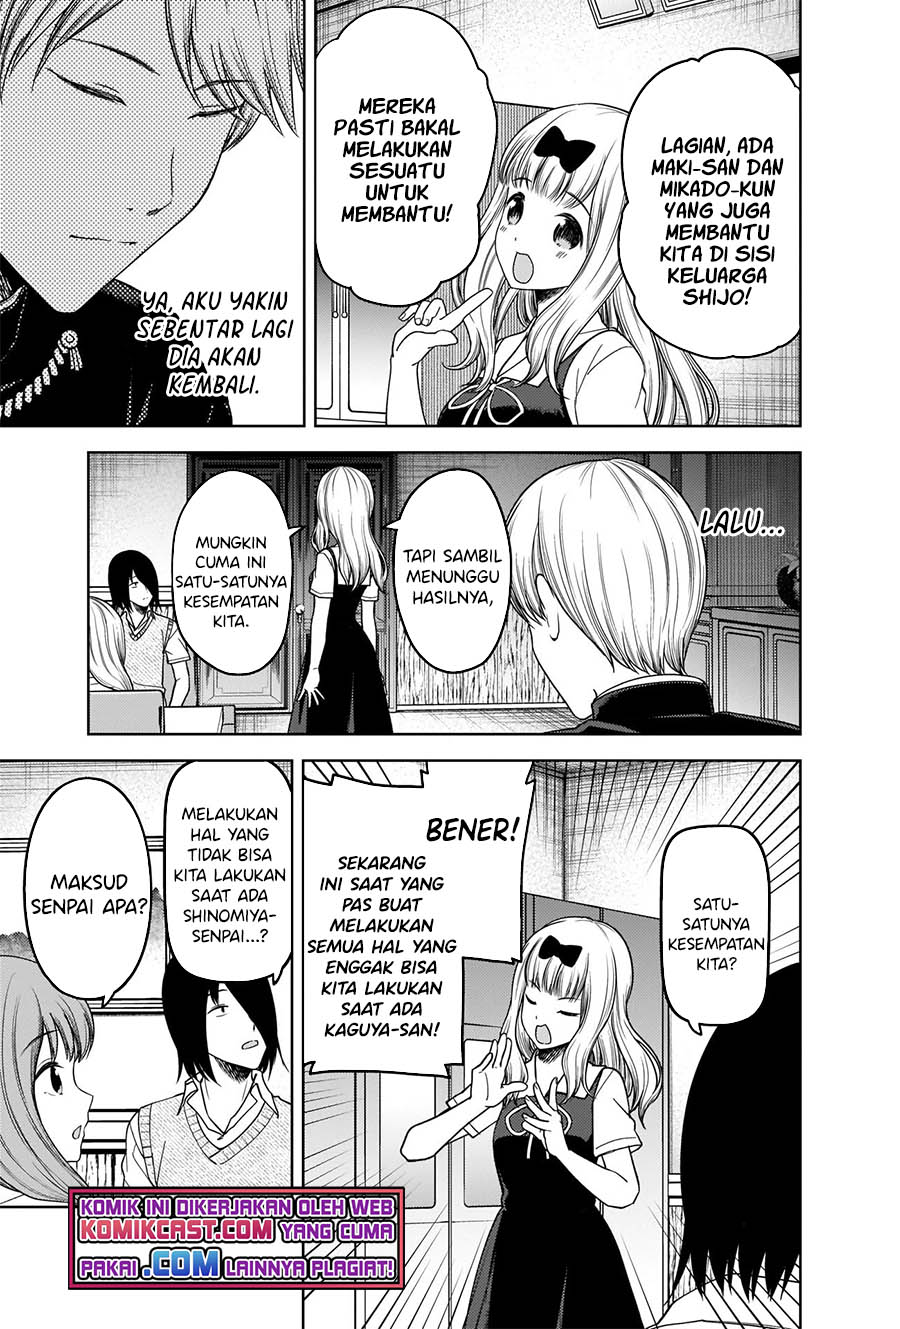 LAGIAN, ADA
MAKI-SAN DAN
MIKADO-KUN
YANG JUGA
MEMBANTU
KITA DI SISI
KELUARGA
SHIJO!
MEREKA
PASTI BAKAL
MELAKUKAN
SESUATU
UNTUK
MEMBANTU!
YA, AKU YAKIN
SEBENTAR LAGI
DIA AKAN
KEMBALI.
LALU...
TAPI SAMBIL
MENUNGGU
HASILNYA,
MUNGKIN
CUMA INI
SATU-SATUNYA
KESEMPATAN
KITA.
SATU-
SATUNYA
KESEMPATAN
KITA?
BENER!
SEKARANG
INI SAAT YANG
PAS BUAT
MELAKUKAN
SEMUA HAL YANG
ENGGAK BISA
KITA LAKUKAN
SAAT ADA
KAGUYA-SAN!
MELAKUKAN
HAL YANG
TIDAK BISA
KITA LAKUKAN
SAAT ADA
SHINOMIYA-
SENPAI...?
MAKSUD
SENPAI APA?
KOMIK INI DIKERJAKAN OLEH WEB
KOMIKCAST.COM YANG CUMA
PAKAI .COM LAINNYA PLAGIAT!